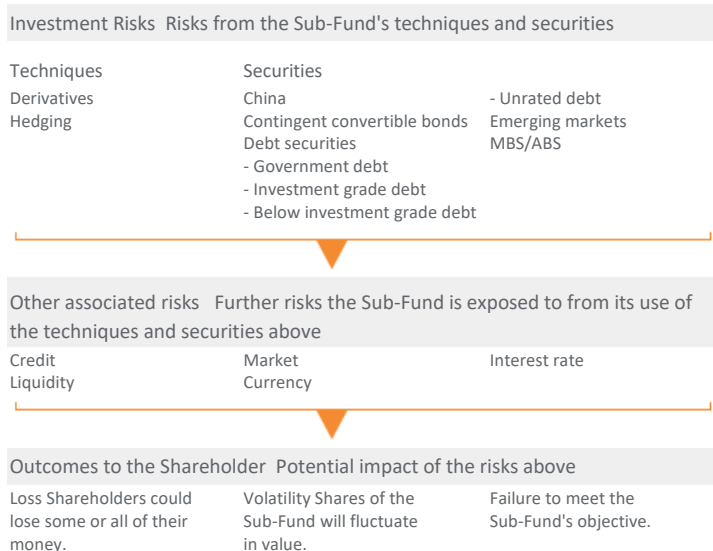 Investment Risks Risks from the Sub-Fund's techniques and securities
Techniques
Derivatives
Hedging
Securities
China
Contingent convertible bonds
Debt securities
- Government debt
- Investment grade debt
- Below investment grade debt
- Unrated debt
Emerging markets
MBS/ABS
Other associated risks Further risks the Sub-Fund is exposed to from its use of
the techniques and securities above
Credit
Liquidity
Market
Currency
Interest rate
Outcomes to the Shareholder Potential impact of the risks above
Loss Shareholders could
lose some or all of their
money.
Volatility Shares of the
Sub-Fund will fluctuate
in value.
Failure to meet the
Sub-Fund's objective.